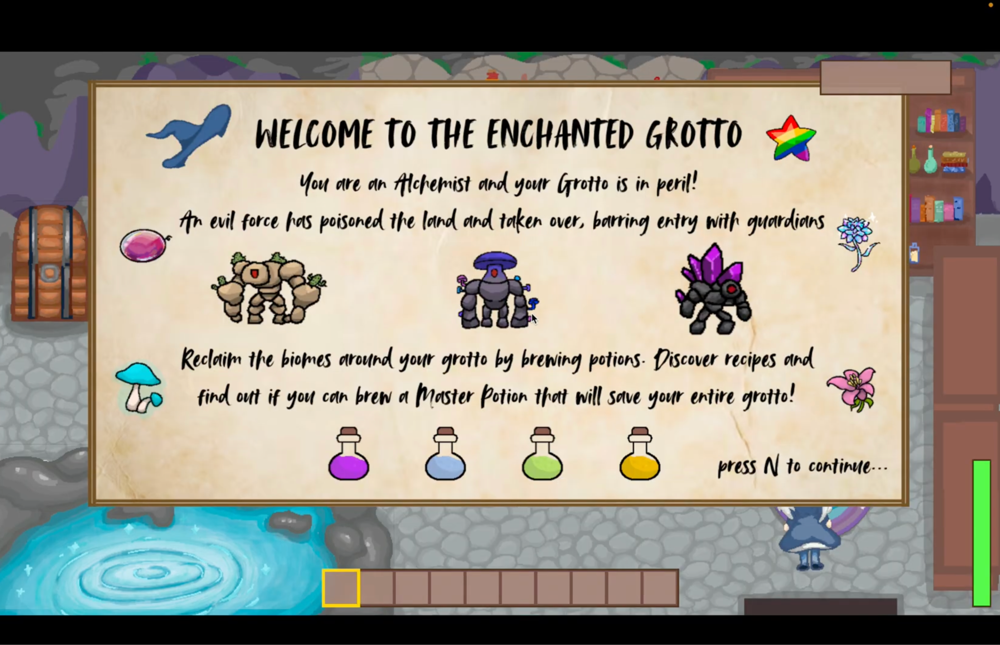 WELCOME TO THE ENCHANTED GROTTO
You are an Alchemist and your Grotto is in peril!
An evil force has poisoned the land and taken over, barring entry with guardians
Reclaim the biomes around your grotto by brewing potions. Discover recipes and
find out if you can brew a Master Potion that will save your entire grotto!
press N to continue...